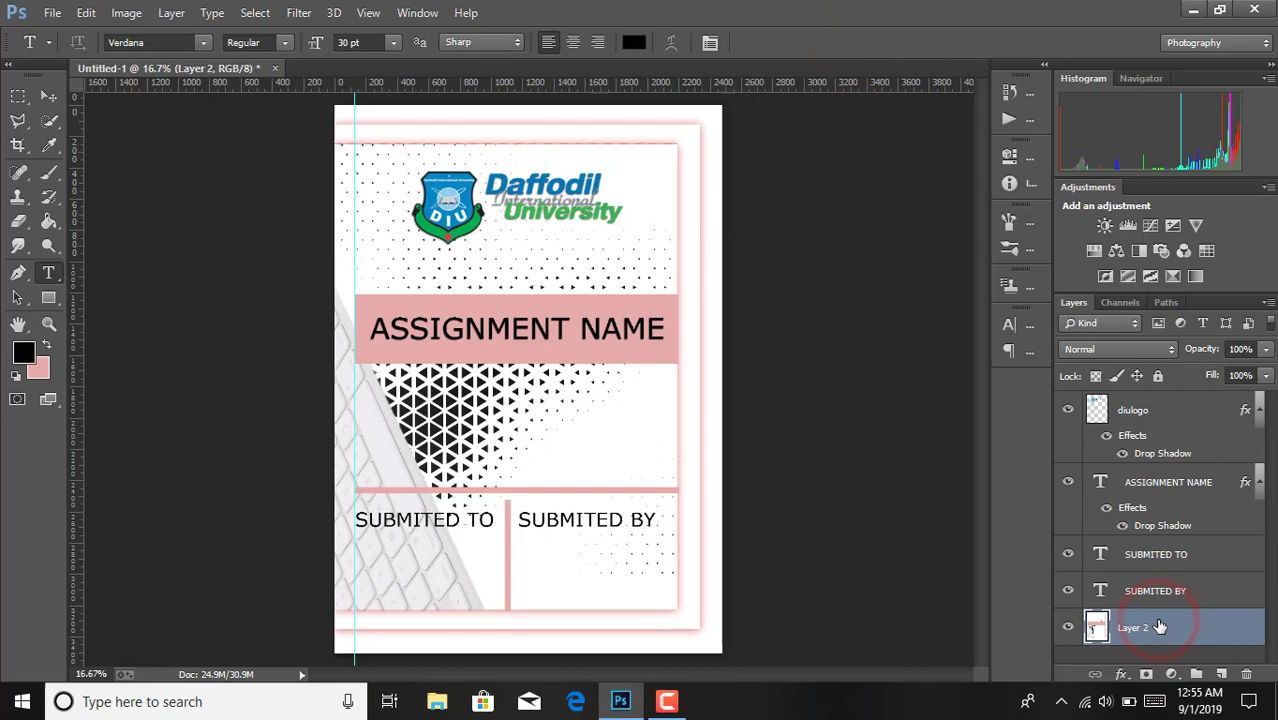 Ps File Edit Image Layer Type Select Filter 3D View Window Help
T Verdana Regular 30 pt aa Sharp Photography
Untitled-1 @ 16.7% (Layer 2, RGB/8) *
Histogram Navigator
Daffodil
International
University
DIU
Adjustments
Add an adjustment
ASSIGNMENT NAME
Layers Channels Paths
Kind
Normal Opacity: 100%
Lock: Fill: 100%
diulogo fx
Effects
Drop Shadow
ASSIGNMENT NAME fx
Effects
Drop Shadow
SUBMITED TO SUBMITED BY
SUBMITED TO
SUBMITED BY
Layer 2
16.67% Doc: 24.9M/30.9M
Type here to search
12:55 AM
9/1/2019